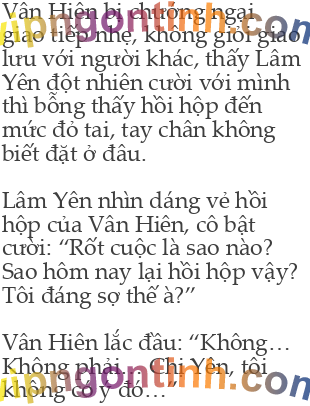 Vân Hiên bị chướng ngại
giao tiếp nhẹ, không giỏi giao
lưu với người khác, thấy Lâm
Yên đột nhiên cười với mình
thì bỗng thấy hồi hộp đến
mức đỏ tai, tay chân không
biết đặt ở đâu.
Lâm Yên nhìn dáng vẻ hồi
hộp của Vân Hiên, cô bật
cười: “Rốt cuộc là sao nào?
Sao hôm nay lại hồi hộp vậy?
Tôi đáng sợ thế à?”
Vân Hiên lắc đầu: “Không…
Không phải… Chị Yên, tôi
không có ý đó…”
vipngontinh.com
vipngontinh.com